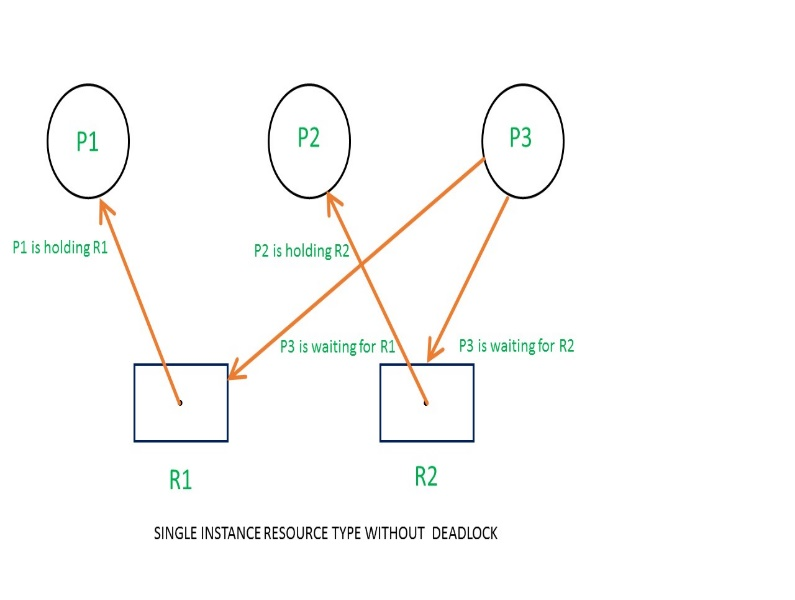 P1
P2
P3
P1 is holding R1
P2 is holding R2
P3 is waiting for R1
P3 is waiting for R2
R1
R2
SINGLE INSTANCE RESOURCE TYPE WITHOUT DEADLOCK